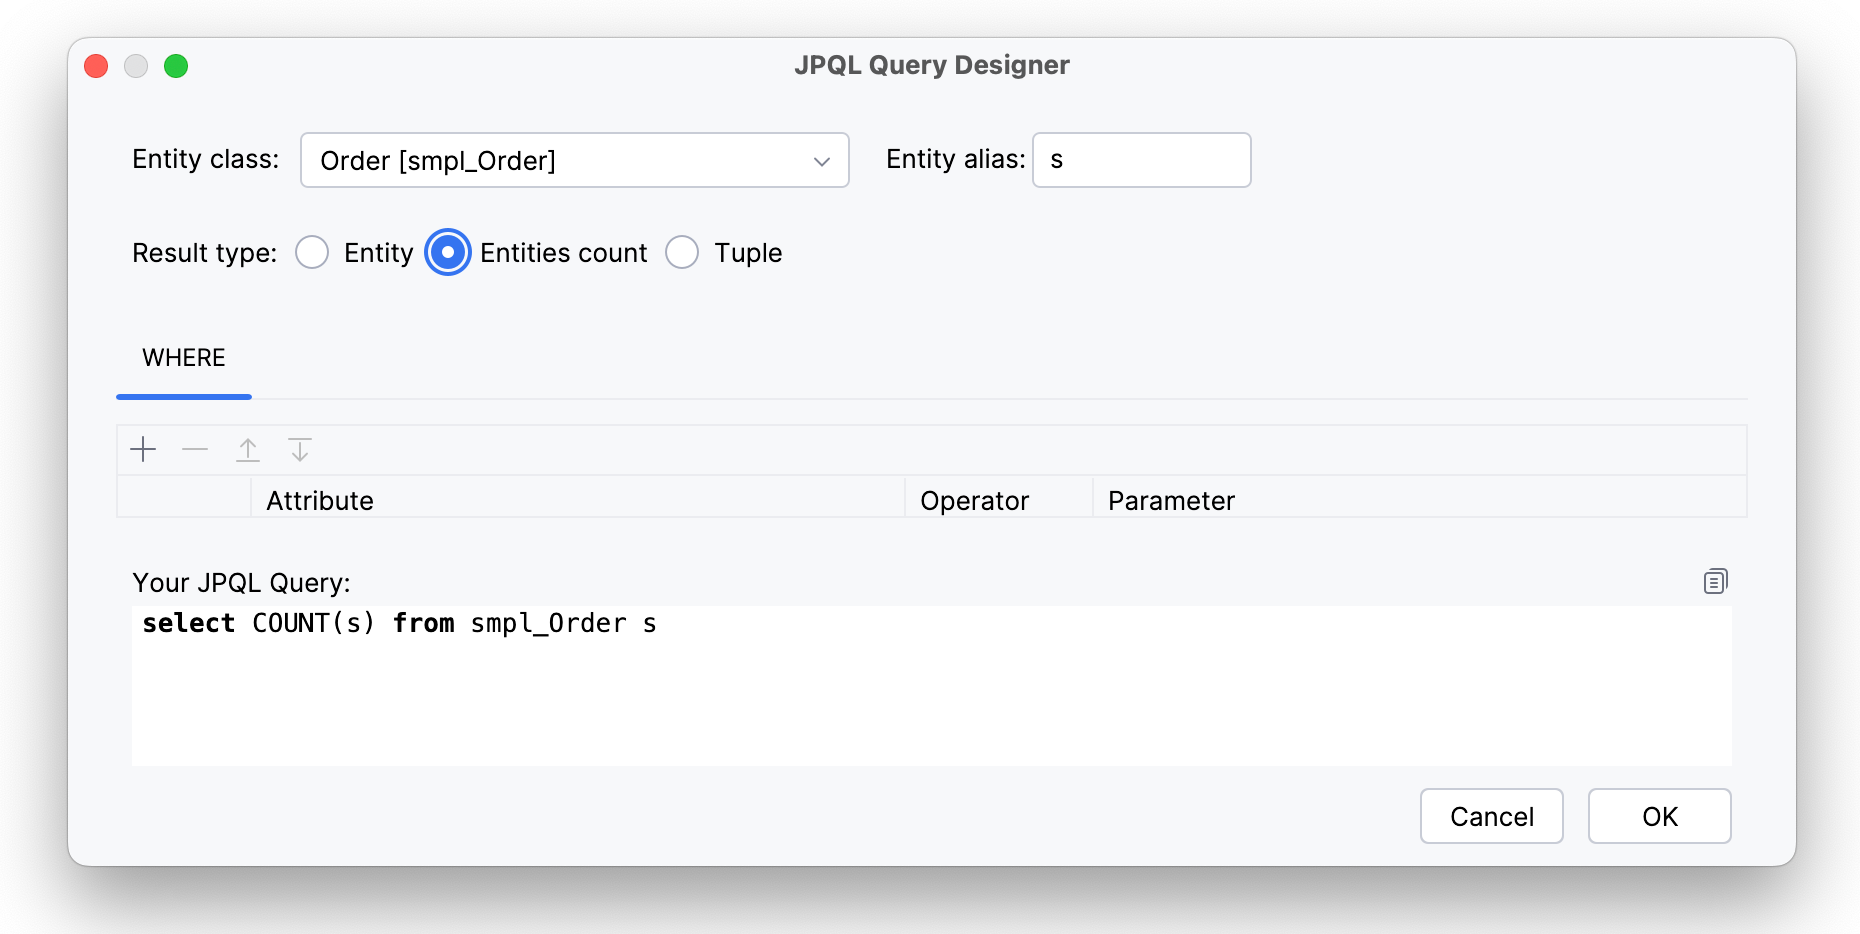 JPQL Query Designer
Entity class: Order [smpl_Order] Entity alias: s
Result type: Entity Entities count Tuple
WHERE
Attribute Operator Parameter
Your JPQL Query:
select COUNT(s) from smpl_Order s
Cancel OK